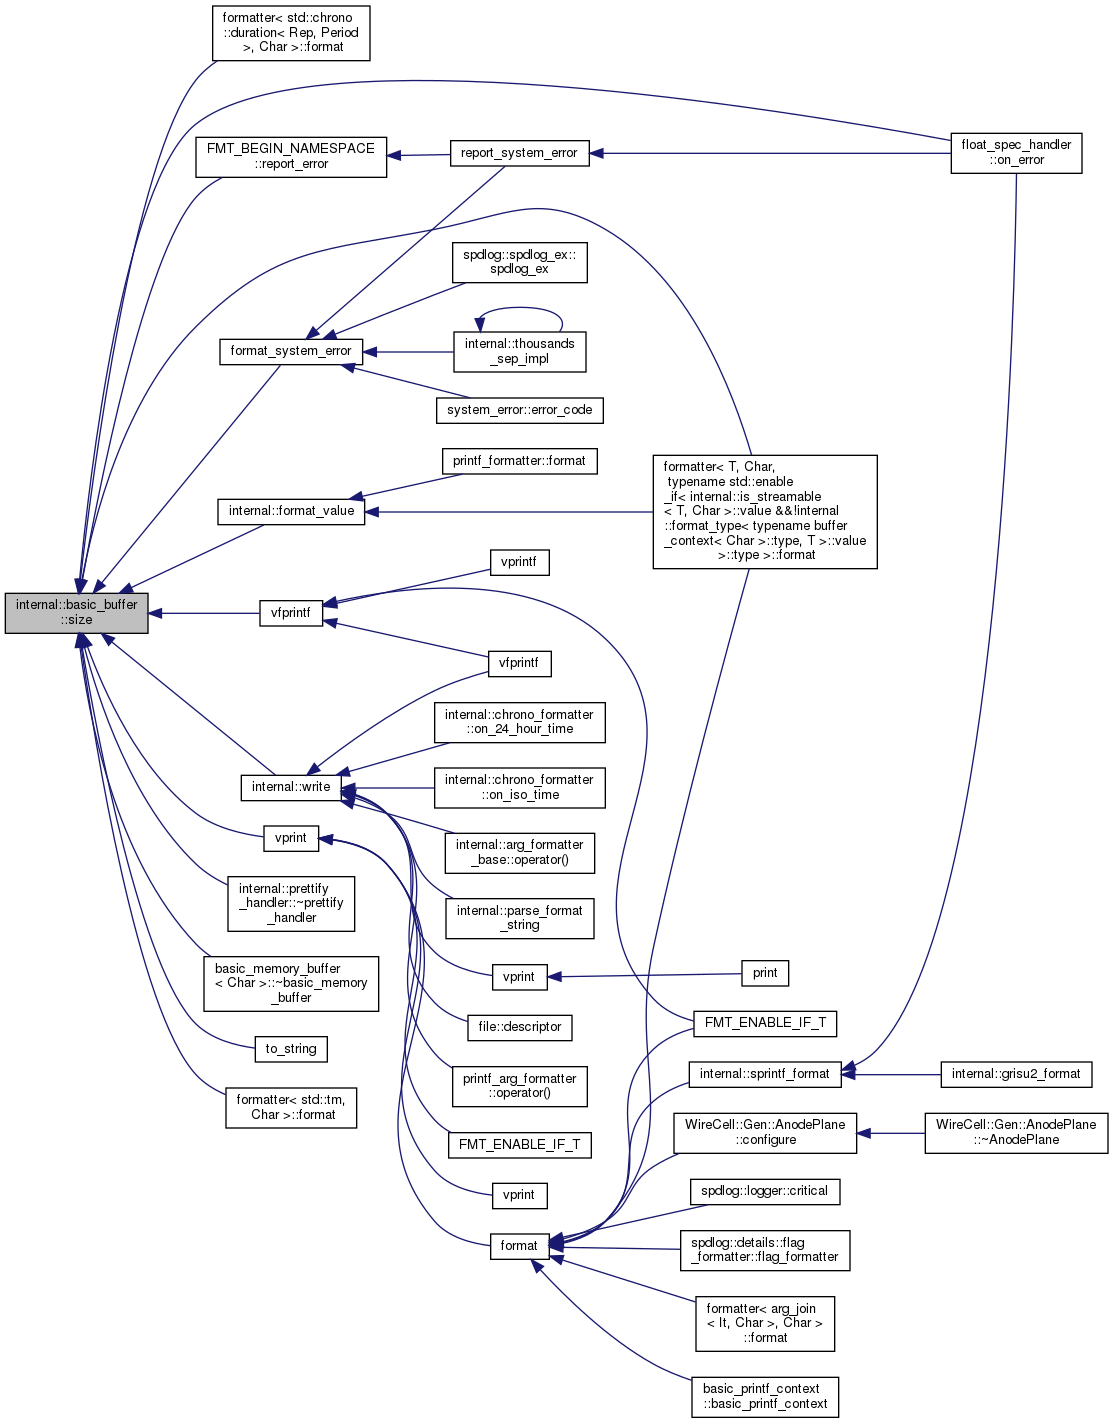 formatter< std::chrono
::duration< Rep, Period
>, Char >::format
FMT_BEGIN_NAMESPACE
::report_error
report_system_error
float_spec_handler
::on_error
spdlog::spdlog_ex::
spdlog_ex
format_system_error
internal::thousands
_sep_impl
system_error::error_code
printf_formatter::format
internal::format_value
formatter< T, Char,
typename std::enable
_if< internal::is_streamable
< T, Char >::value &&!internal
::format_type< typename buffer
_context< Char >::type, T >::value
>::type >::format
vprintf
internal::basic_buffer
::size
vfprintf
vfprintf
internal::chrono_formatter
::on_24_hour_time
internal::write
internal::chrono_formatter
::on_iso_time
vprint
internal::arg_formatter
_base::operator()
internal::prettify
_handler::~prettify
_handler
internal::parse_format
_string
basic_memory_buffer
< Char >::~basic_memory
_buffer
vprint
print
file::descriptor
FMT_ENABLE_IF_T
to_string
printf_arg_formatter
::operator()
internal::sprintf_format
internal::grisu2_format
formatter< std::tm,
Char >::format
FMT_ENABLE_IF_T
WireCell::Gen::AnodePlane
::configure
WireCell::Gen::AnodePlane
::~AnodePlane
vprint
spdlog::logger::critical
format
spdlog::details::flag
_formatter::flag_formatter
formatter< arg_join
< It, Char >, Char >
::format
basic_printf_context
::basic_printf_context